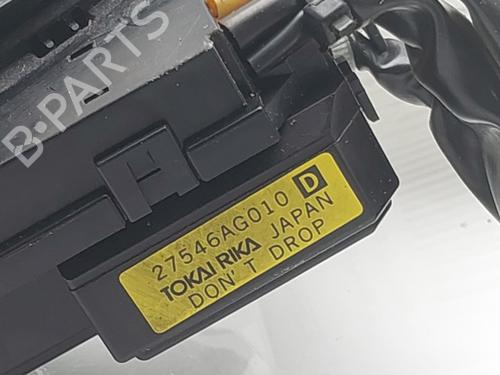 B-PARTS
27546AG010 D
TOKAI RIKA JAPAN
DON'T DROP